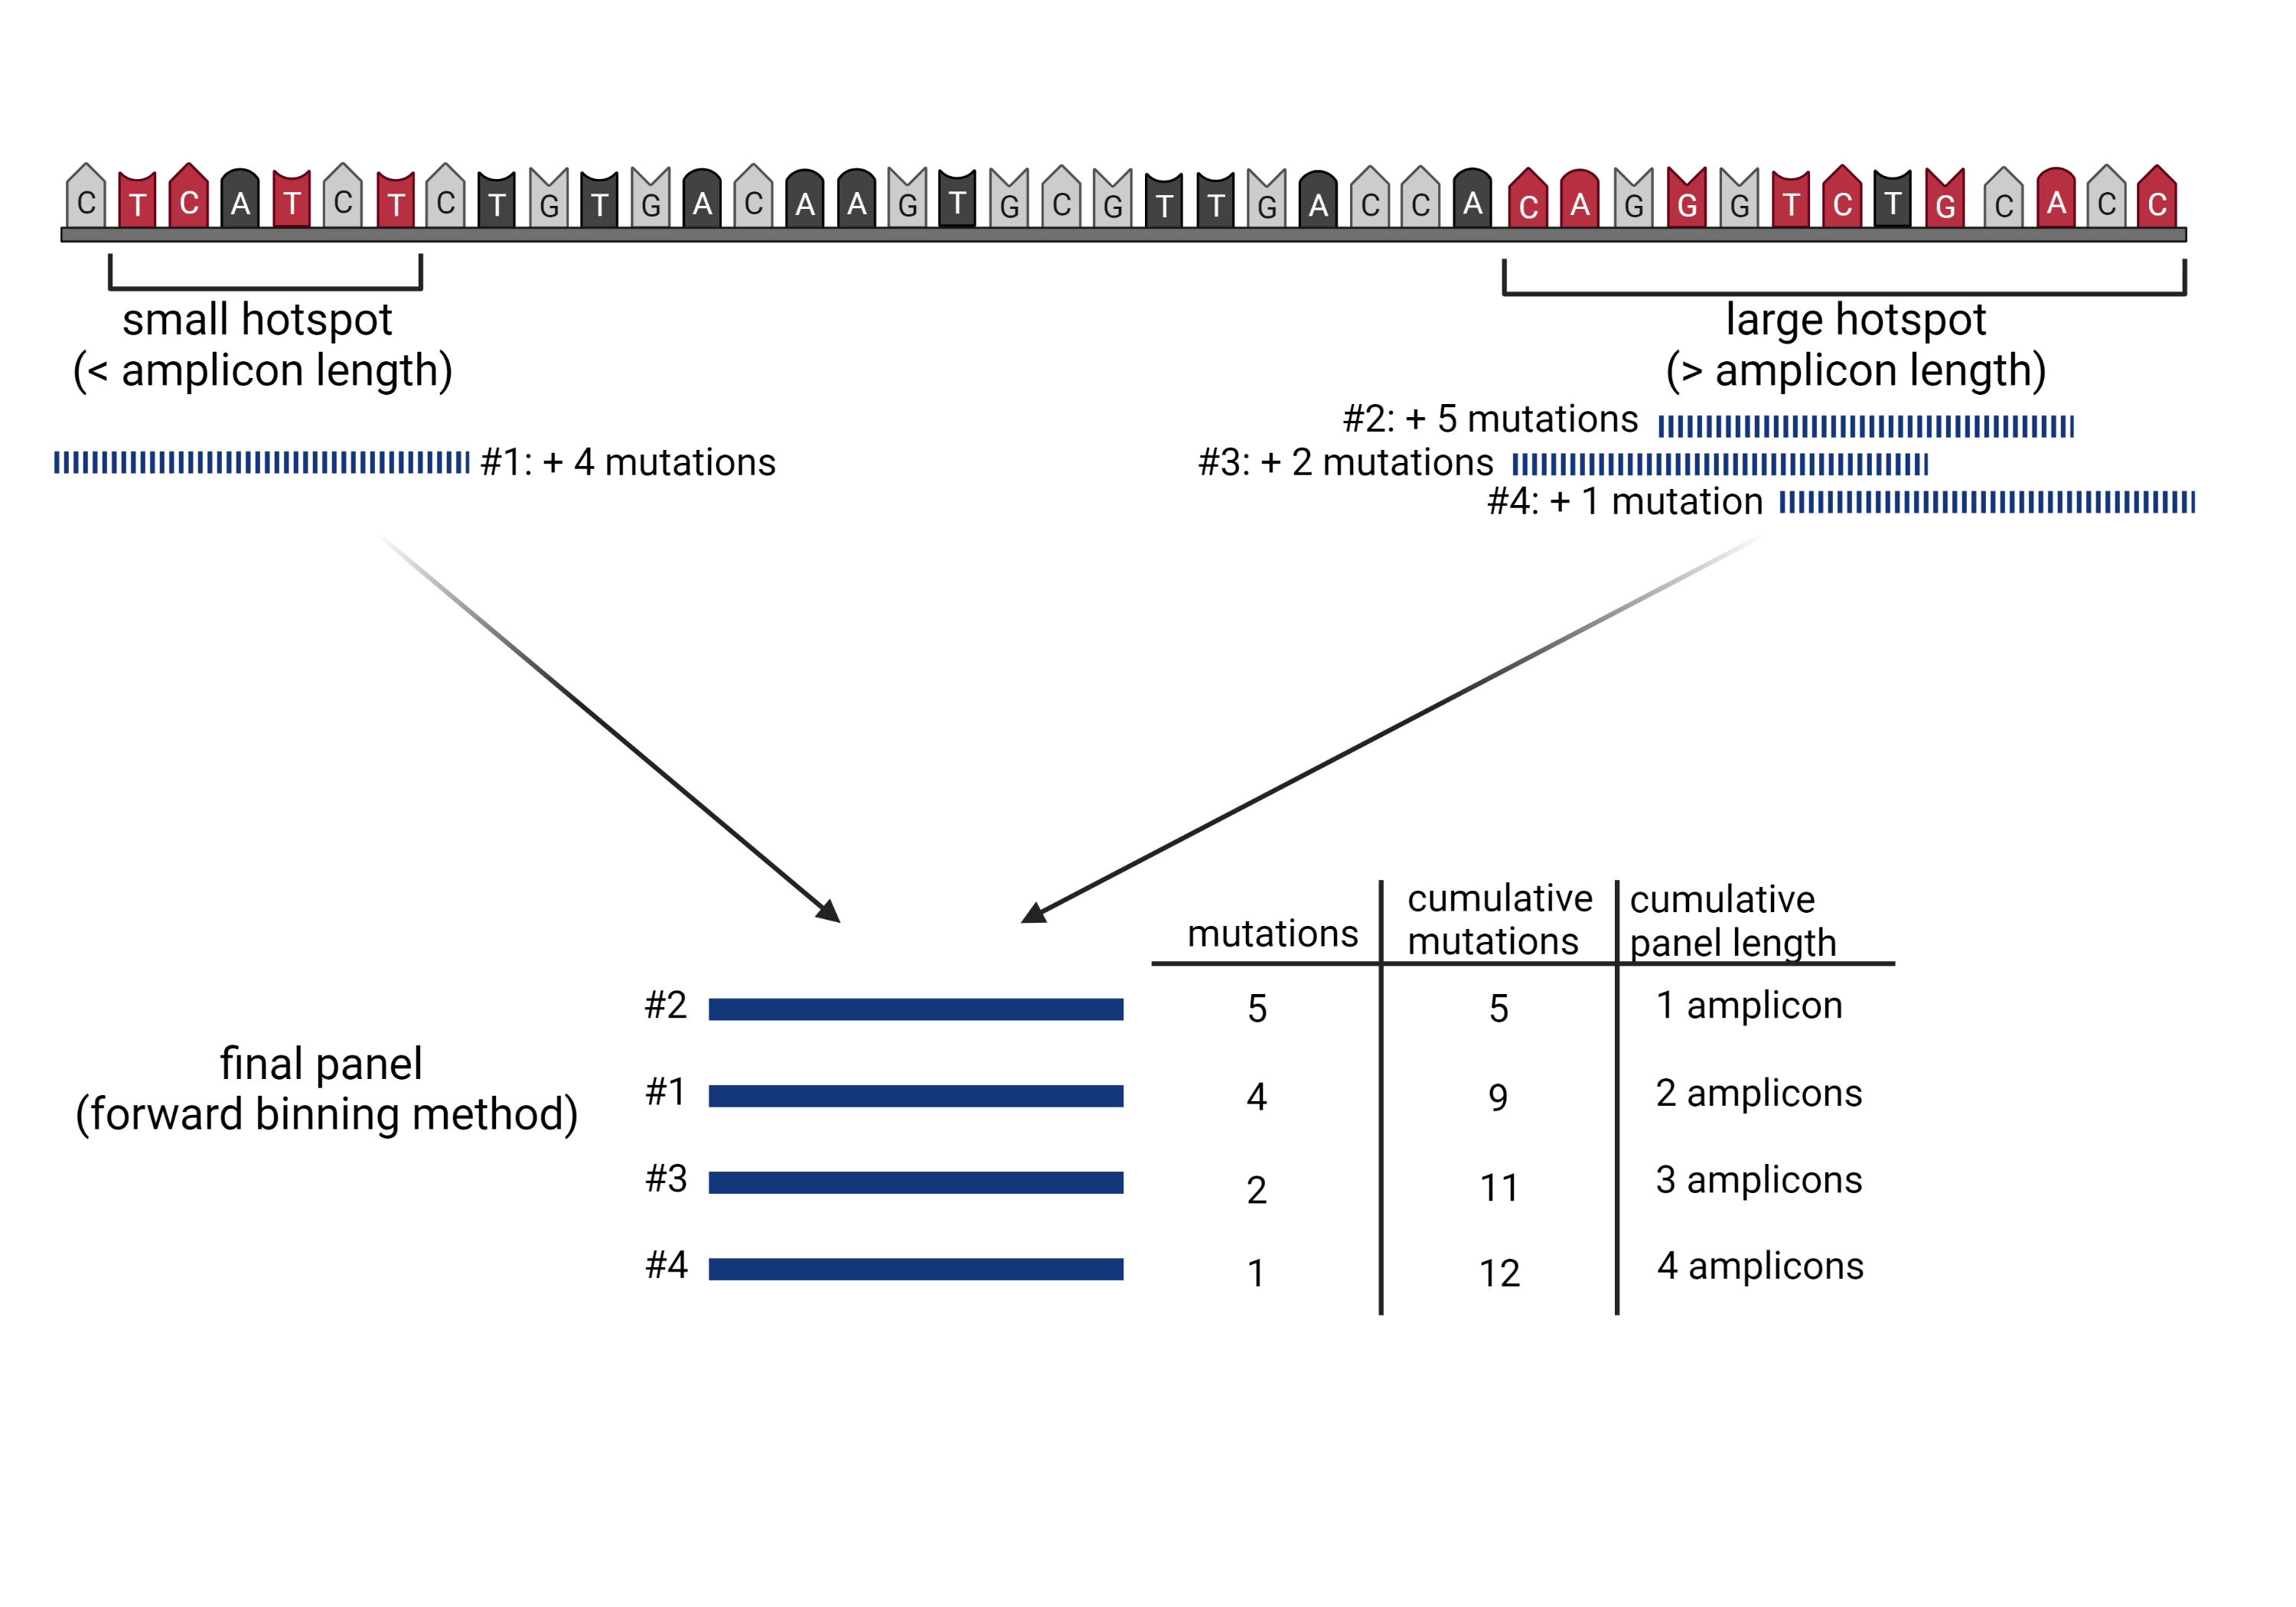 C T C A T C T C T G T G A C A A G T G C G T T G A C C A C A G G G T C T G C A C C
small hotspot
(< amplicon length)
large hotspot
(> amplicon length)
#2: + 5 mutations
#1: + 4 mutations
#3: + 2 mutations
#4: + 1 mutation
mutations
cumulative
mutations
cumulative
panel length
#2 5 5 1 amplicon
final panel
(forward binning method)
#1 4 9 2 amplicons
#3 2 11 3 amplicons
#4 1 12 4 amplicons